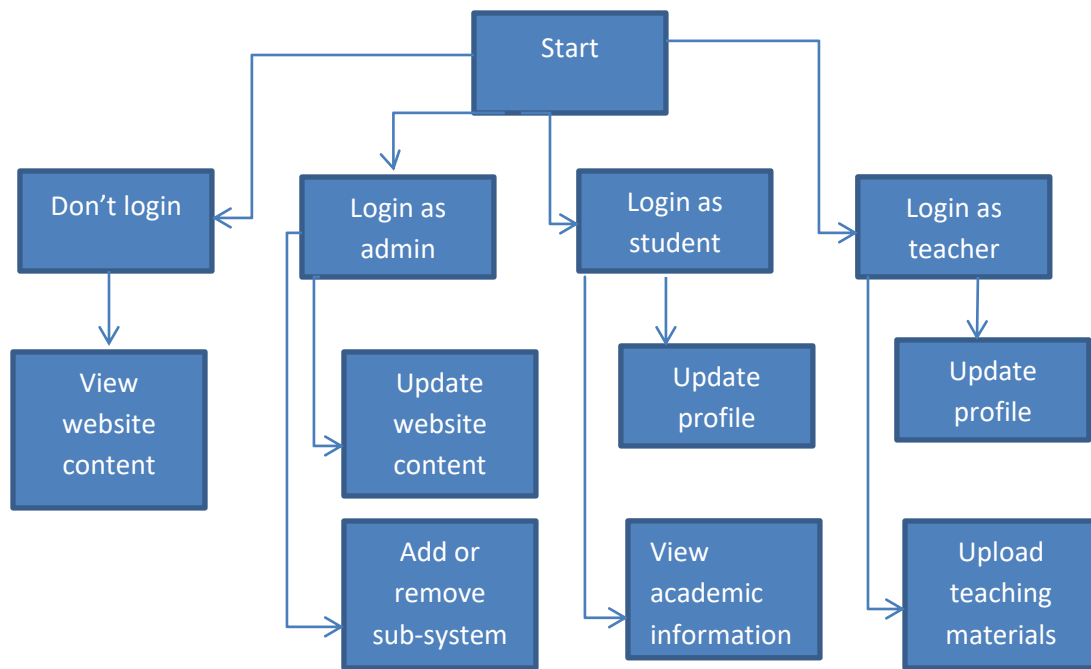 Start
Don’t login
Login as
admin
Login as
student
Login as
teacher
View
website
content
Update
website
content
Update
profile
Update
profile
Add or
remove
sub-system
View
academic
information
Upload
teaching
materials